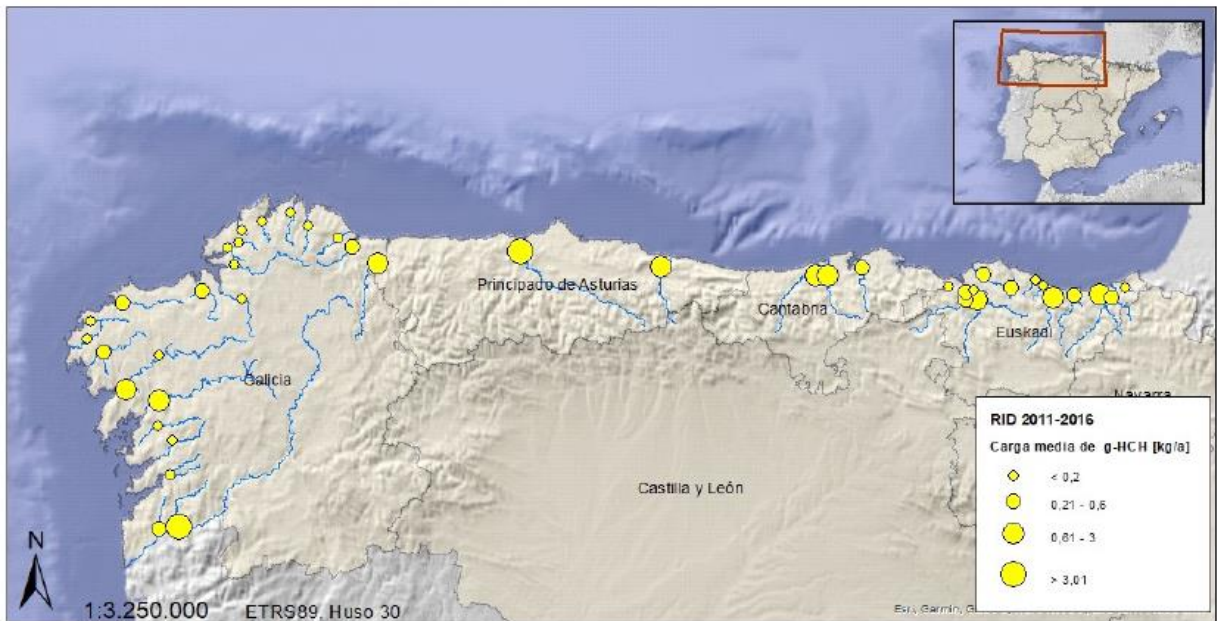 Principado de Asturias
Cantabria
Euskadi
Galicia
Navarra
Castilla y León
RID 2011-2016
Carga media de g-HCH [kg/a]
< 0,2
0,21 - 0,6
0,61 - 3
> 3,01
N
1:3.250.000
ETRS89, Huso 30
Esri, Garmin,